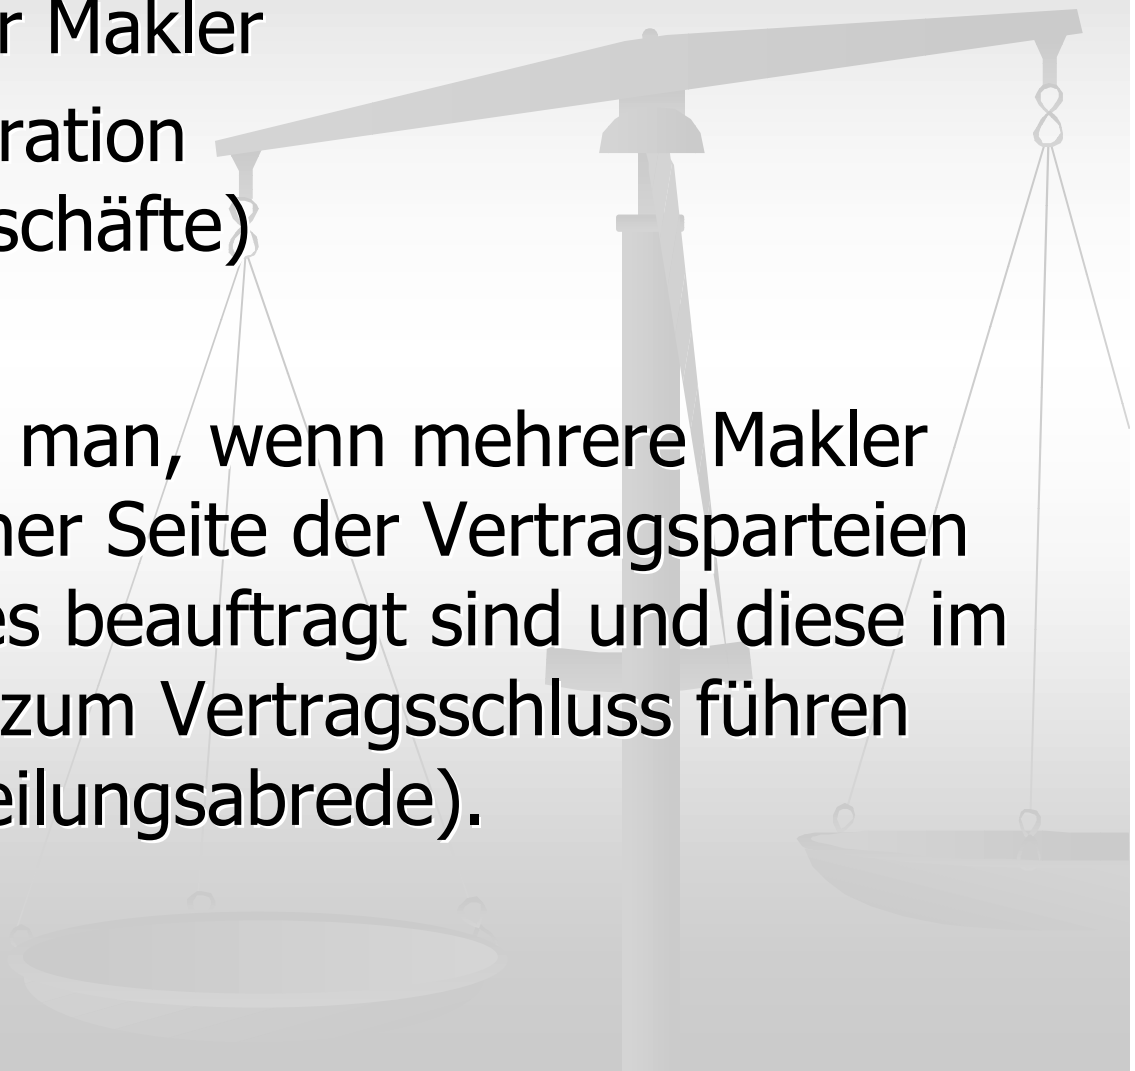 r Makler
ration
schäfte)
man, wenn mehrere Makler
ner Seite der Vertragsparteien
es beauftragt sind und diese im
zum Vertragsschluss führen
eilungsabrede).